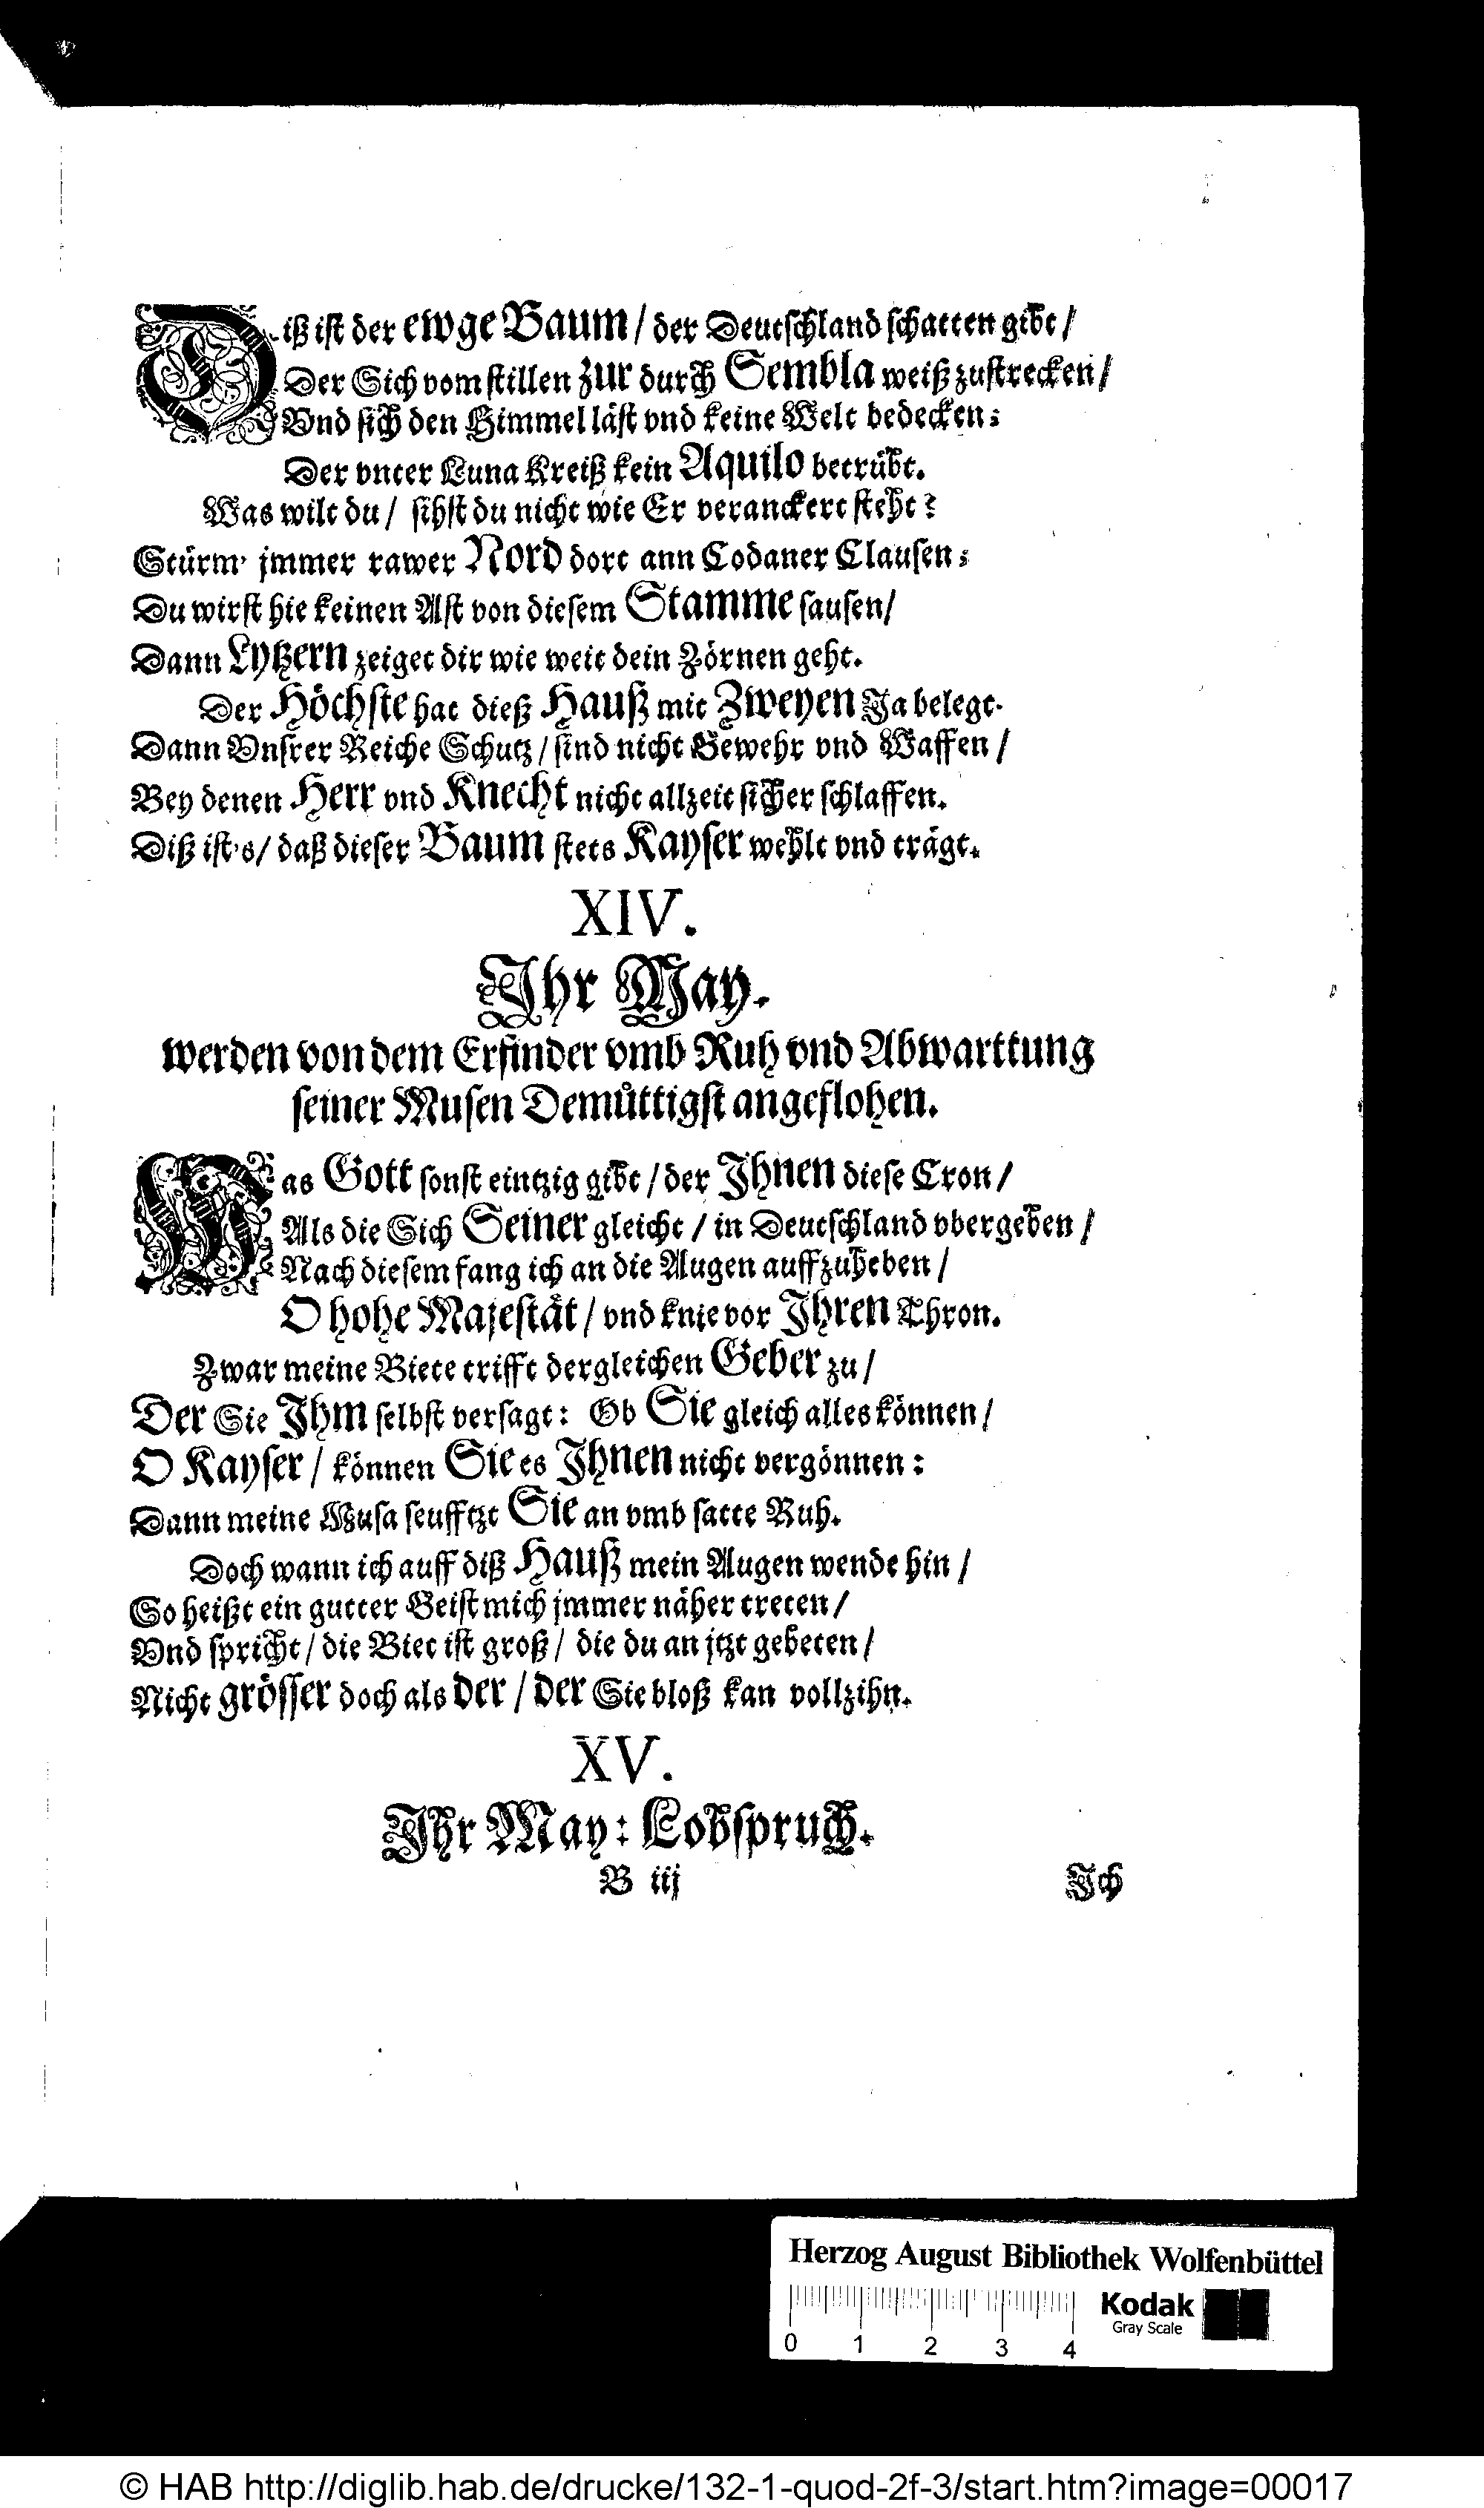 Diß ist der ewge Baum / der Deutschland schatten gibt /
Der Sich vom stillen zur durch Sembla weiß zustrecken /
Vnd sich den Himmel läst vnd keine Welt bedecken:
Der vnter Luna Kreiß kein Aquilo betrübt.
Was wilt du / sihst du nicht wie Er veranckert steht?
Stürm' jmmer rawer Nord dort ann Codaner Clausen:
Du wirst hie keinen Ast von diesem Stamme sausen /
Dann Lytzern zeiget dir wie weit dein Zörnen geht.
Der Höchste hat dieß Hauß mit Zweyen Ja belegt.
Dann Vnsrer Reiche Schutz / sind nicht Gewehr vnd Waffen /
Bey denen Herr vnd Knecht nicht allzeit sicher schlaffen.
Diß ist's / daß dieser Baum stets Kayser wehlt vnd trägt.
XIV.
Ihr May.
werden von dem Erfinder vmb Ruh vnd Abwarttung
seiner Musen Demüttigst angeflohen.
Was Gott sonst eintzig gibt / der Ihnen diese Cron /
Als die Sich Seiner gleicht / in Deutschland vbergeben /
Nach diesem fang ich an die Augen auffzuheben /
O hohe Majestät / vnd knie vor Ihren Thron.
Zwar meine Biete trifft dergleichen Geber zu /
Der Sie Ihm selbst versagt: Ob Sie gleich alles können /
O Kayser / können Sie es Ihnen nicht vergönnen:
Dann meine Musa seufftzt Sie an vmb satte Ruh.
Doch wann ich auff diß Hauß mein Augen wende hin /
So heißt ein gutter Geist mich jmmer näher treten /
Vnd spricht / die Biet ist groß / die du an jtzt gebeten /
Nicht grösser doch als der / der Sie bloß kan vollzihn.
XV.
Ihr May: Lobspruch.
B iij Ich
Herzog August Bibliothek Wolfenbüttel
Kodak
Gray Scale
0 1 2 3 4
© HAB http://diglib.hab.de/drucke/132-1-quod-2f-3/start.htm?image=00017